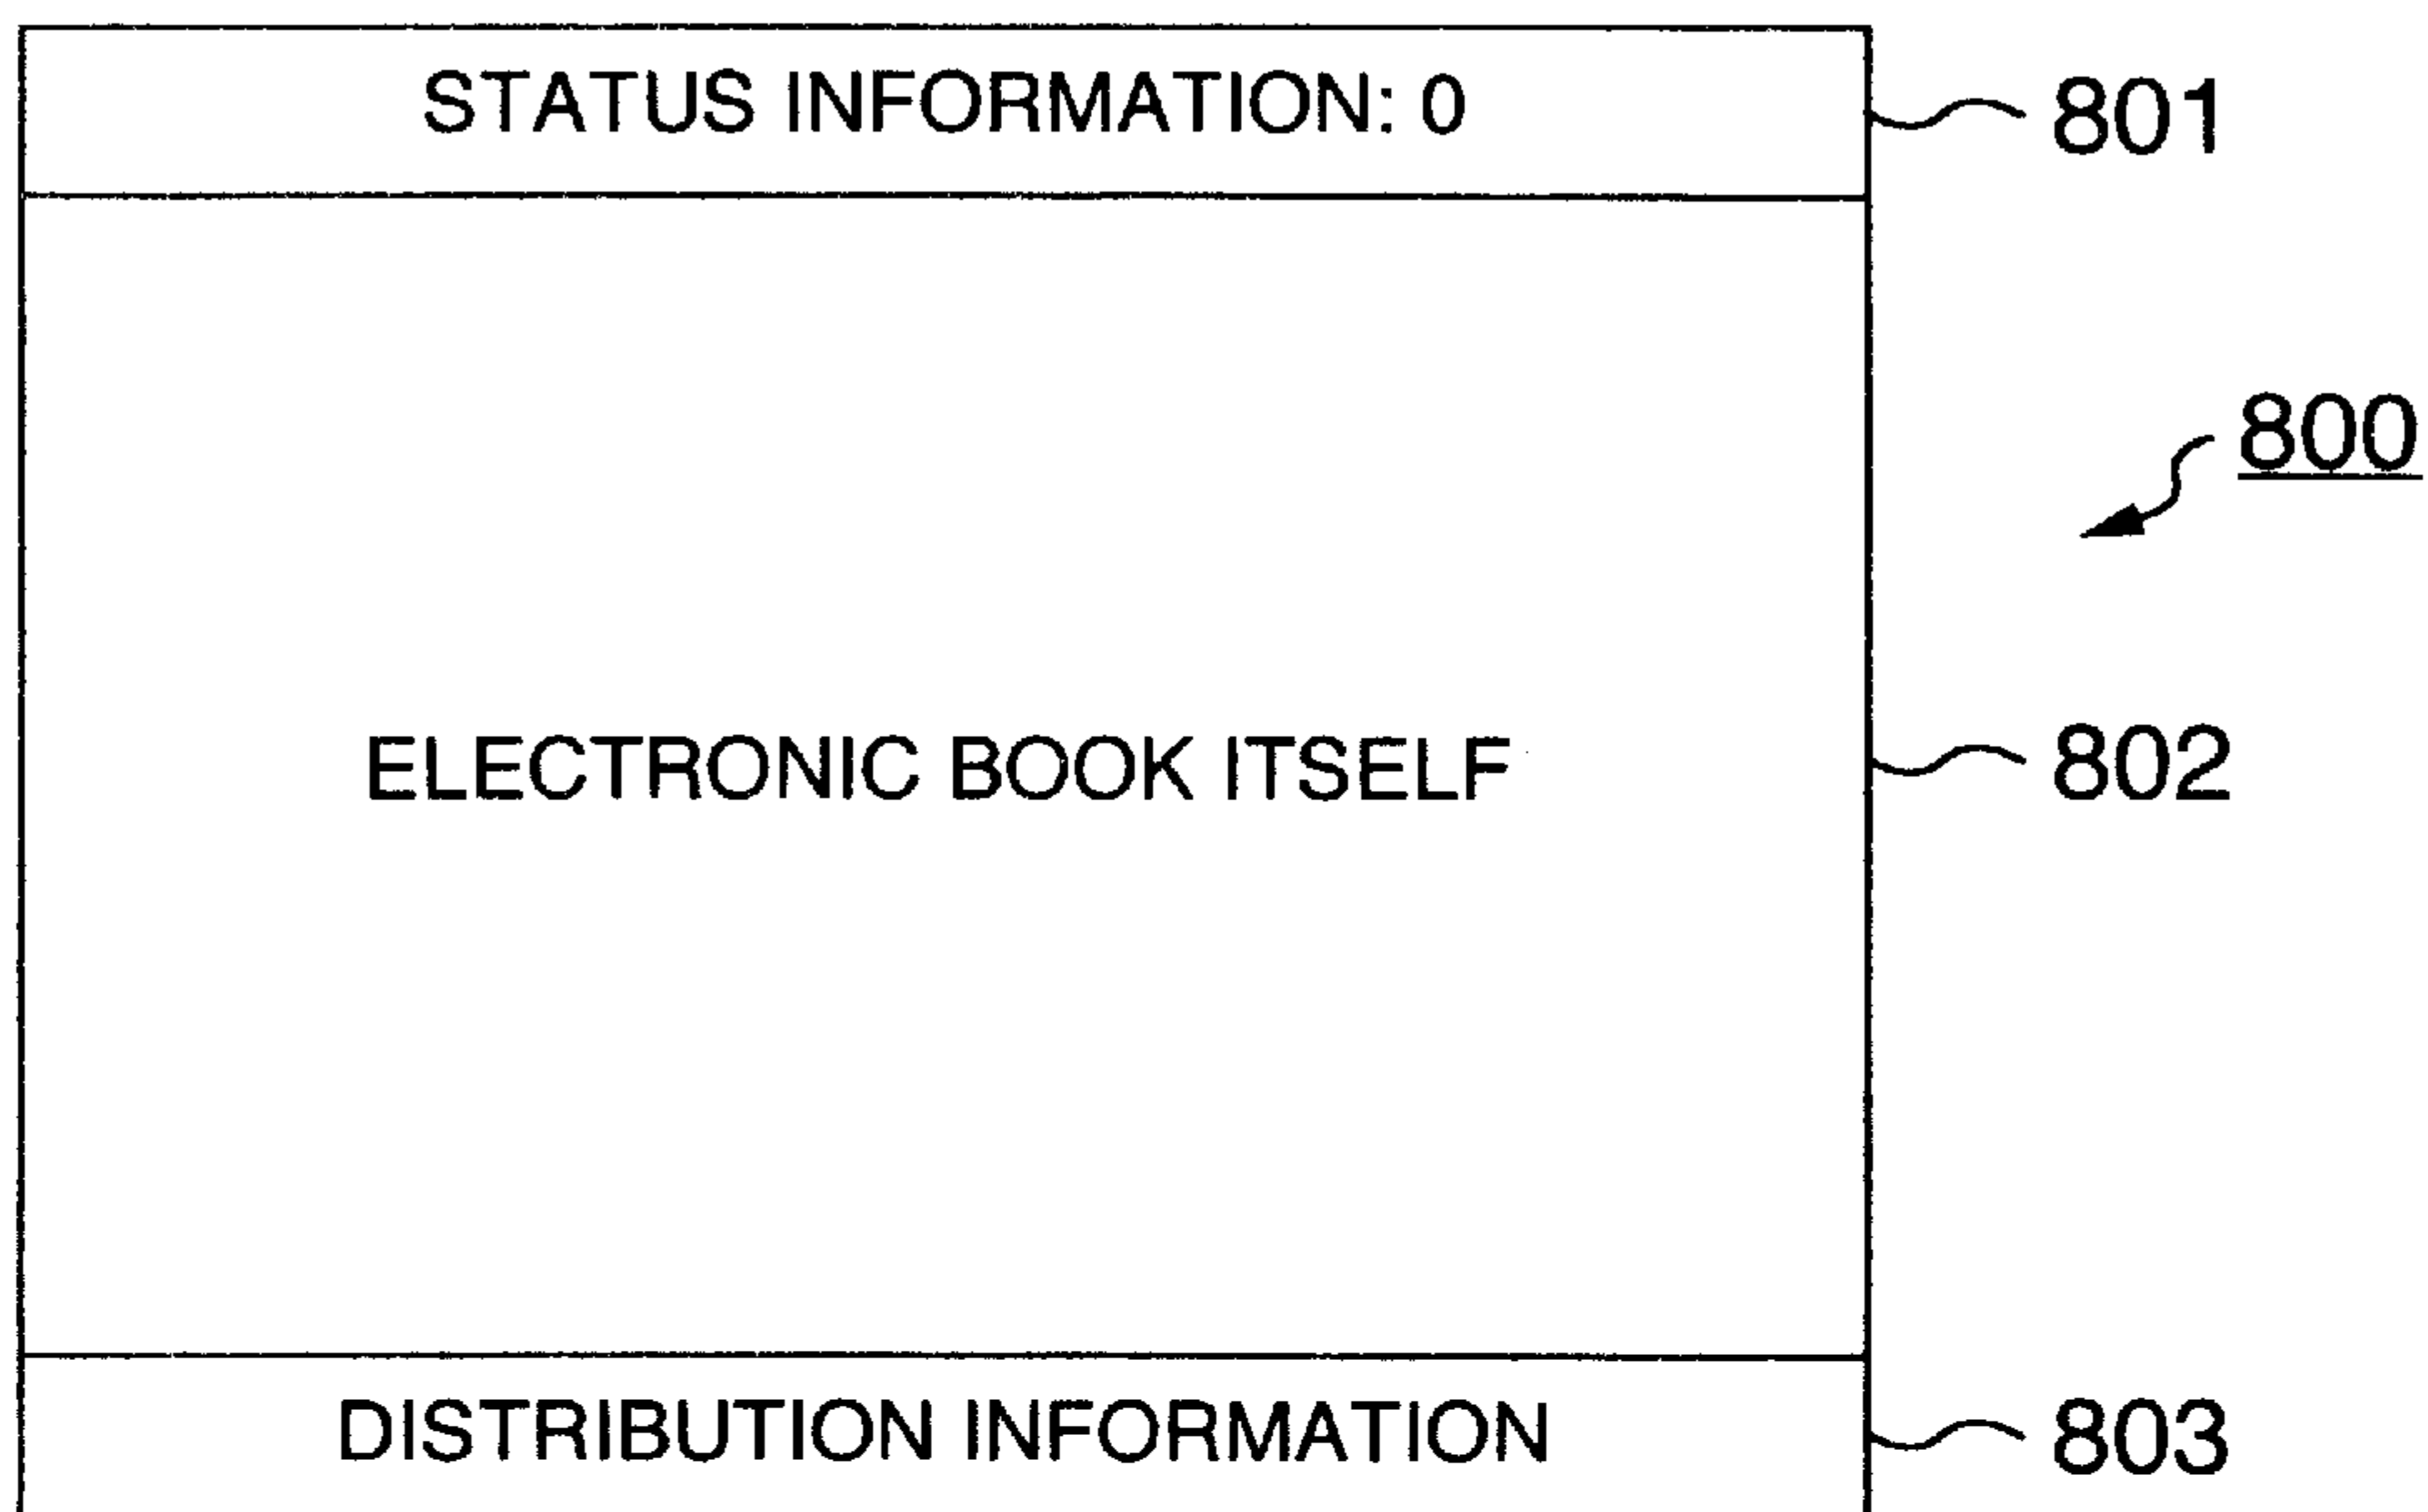 STATUS INFORMATION: 0
801
800
ELECTRONIC BOOK ITSELF
802
DISTRIBUTION INFORMATION
803